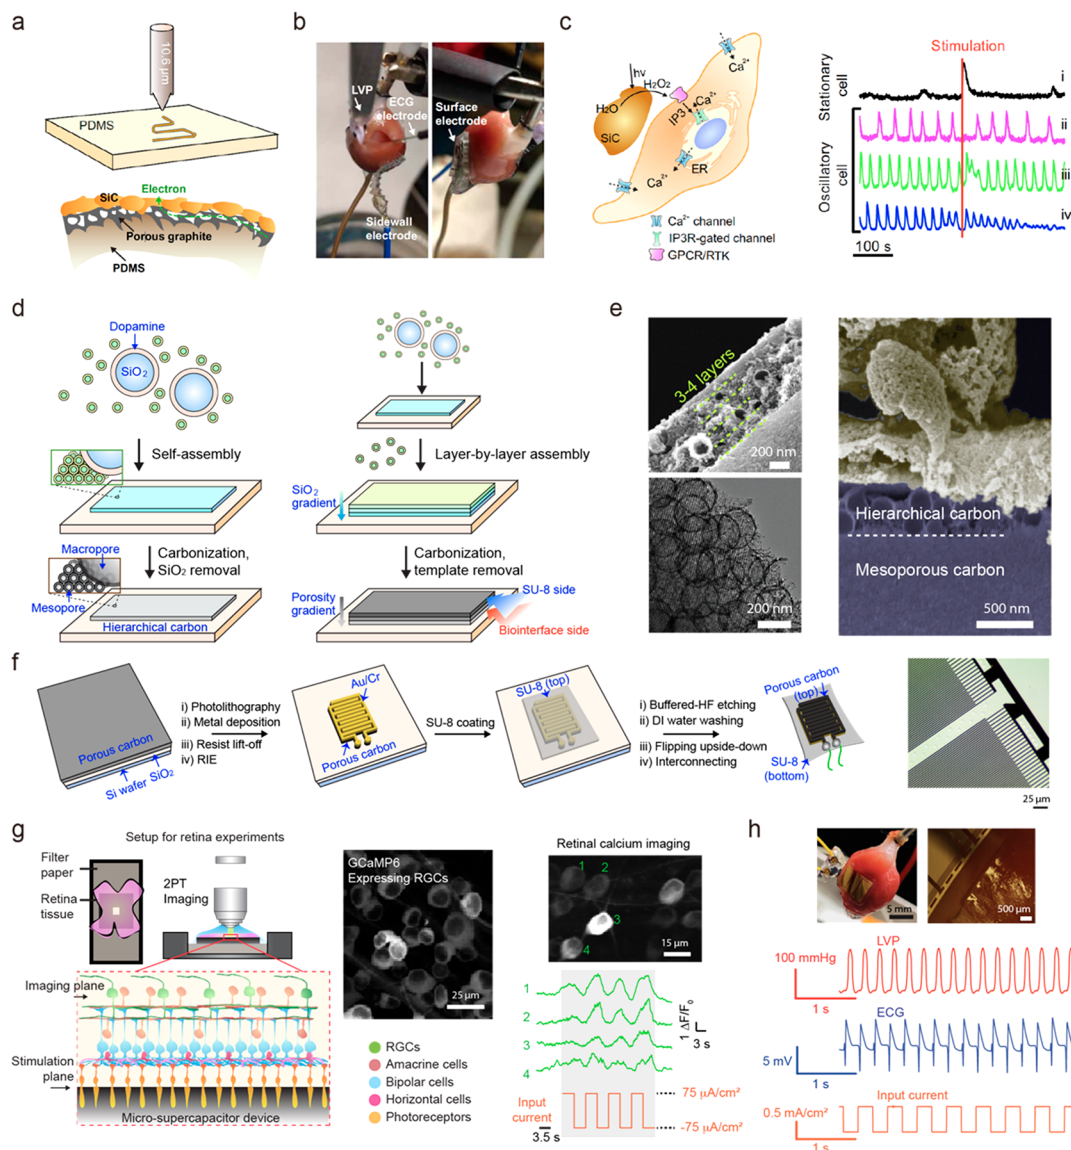 a
10.6 μm
PDMS
SiC
Electron
Porous graphite
PDMS
b
LVP
ECG
electrode
Surface
electrode
Sidewall
electrode
c
hν
H₂O₂
H₂O
SiC
IP3
Ca²⁺
Ca²⁺
ER
Ca²⁺
Ca²⁺ channel
IP3R-gated channel
GPCR/RTK
Stimulation
Stationary
cell
Oscillatory
cell
i
ii
iii
iv
100 s
d
Dopamine
SiO₂
Self-assembly
Layer-by-layer assembly
SiO₂
gradient
Macropore
Carbonization,
SiO₂ removal
Carbonization,
template removal
Mesopore
Hierarchical carbon
Porosity
gradient
SU-8 side
Biointerface side
e
3-4 layers
200 nm
200 nm
Hierarchical carbon
Mesoporous carbon
500 nm
f
Porous carbon
Si wafer
SiO₂
i) Photolithography
ii) Metal deposition
iii) Resist lift-off
iv) RIE
Au/Cr
Porous carbon
SU-8 coating
SU-8 (top)
i) Buffered-HF etching
ii) DI water washing
iii) Flipping upside-down
iv) Interconnecting
Porous carbon
(top)
SU-8
(bottom)
25 μm
g
Setup for retina experiments
Filter
paper
Retina
tissue
2PT
Imaging
Imaging plane
Stimulation
plane
Micro-supercapacitor device
GCaMP6
Expressing RGCs
25 μm
RGCs
Amacrine cells
Bipolar cells
Horizontal cells
Photoreceptors
Retinal calcium imaging
1
2
3
4
15 μm
1
2
3
4
1 ΔF/F₀
3 s
Input
current
3.5 s
75 μA/cm²
-75 μA/cm²
h
5 mm
500 μm
LVP
100 mmHg
1 s
ECG
5 mV
1 s
Input current
0.5 mA/cm²
1 s